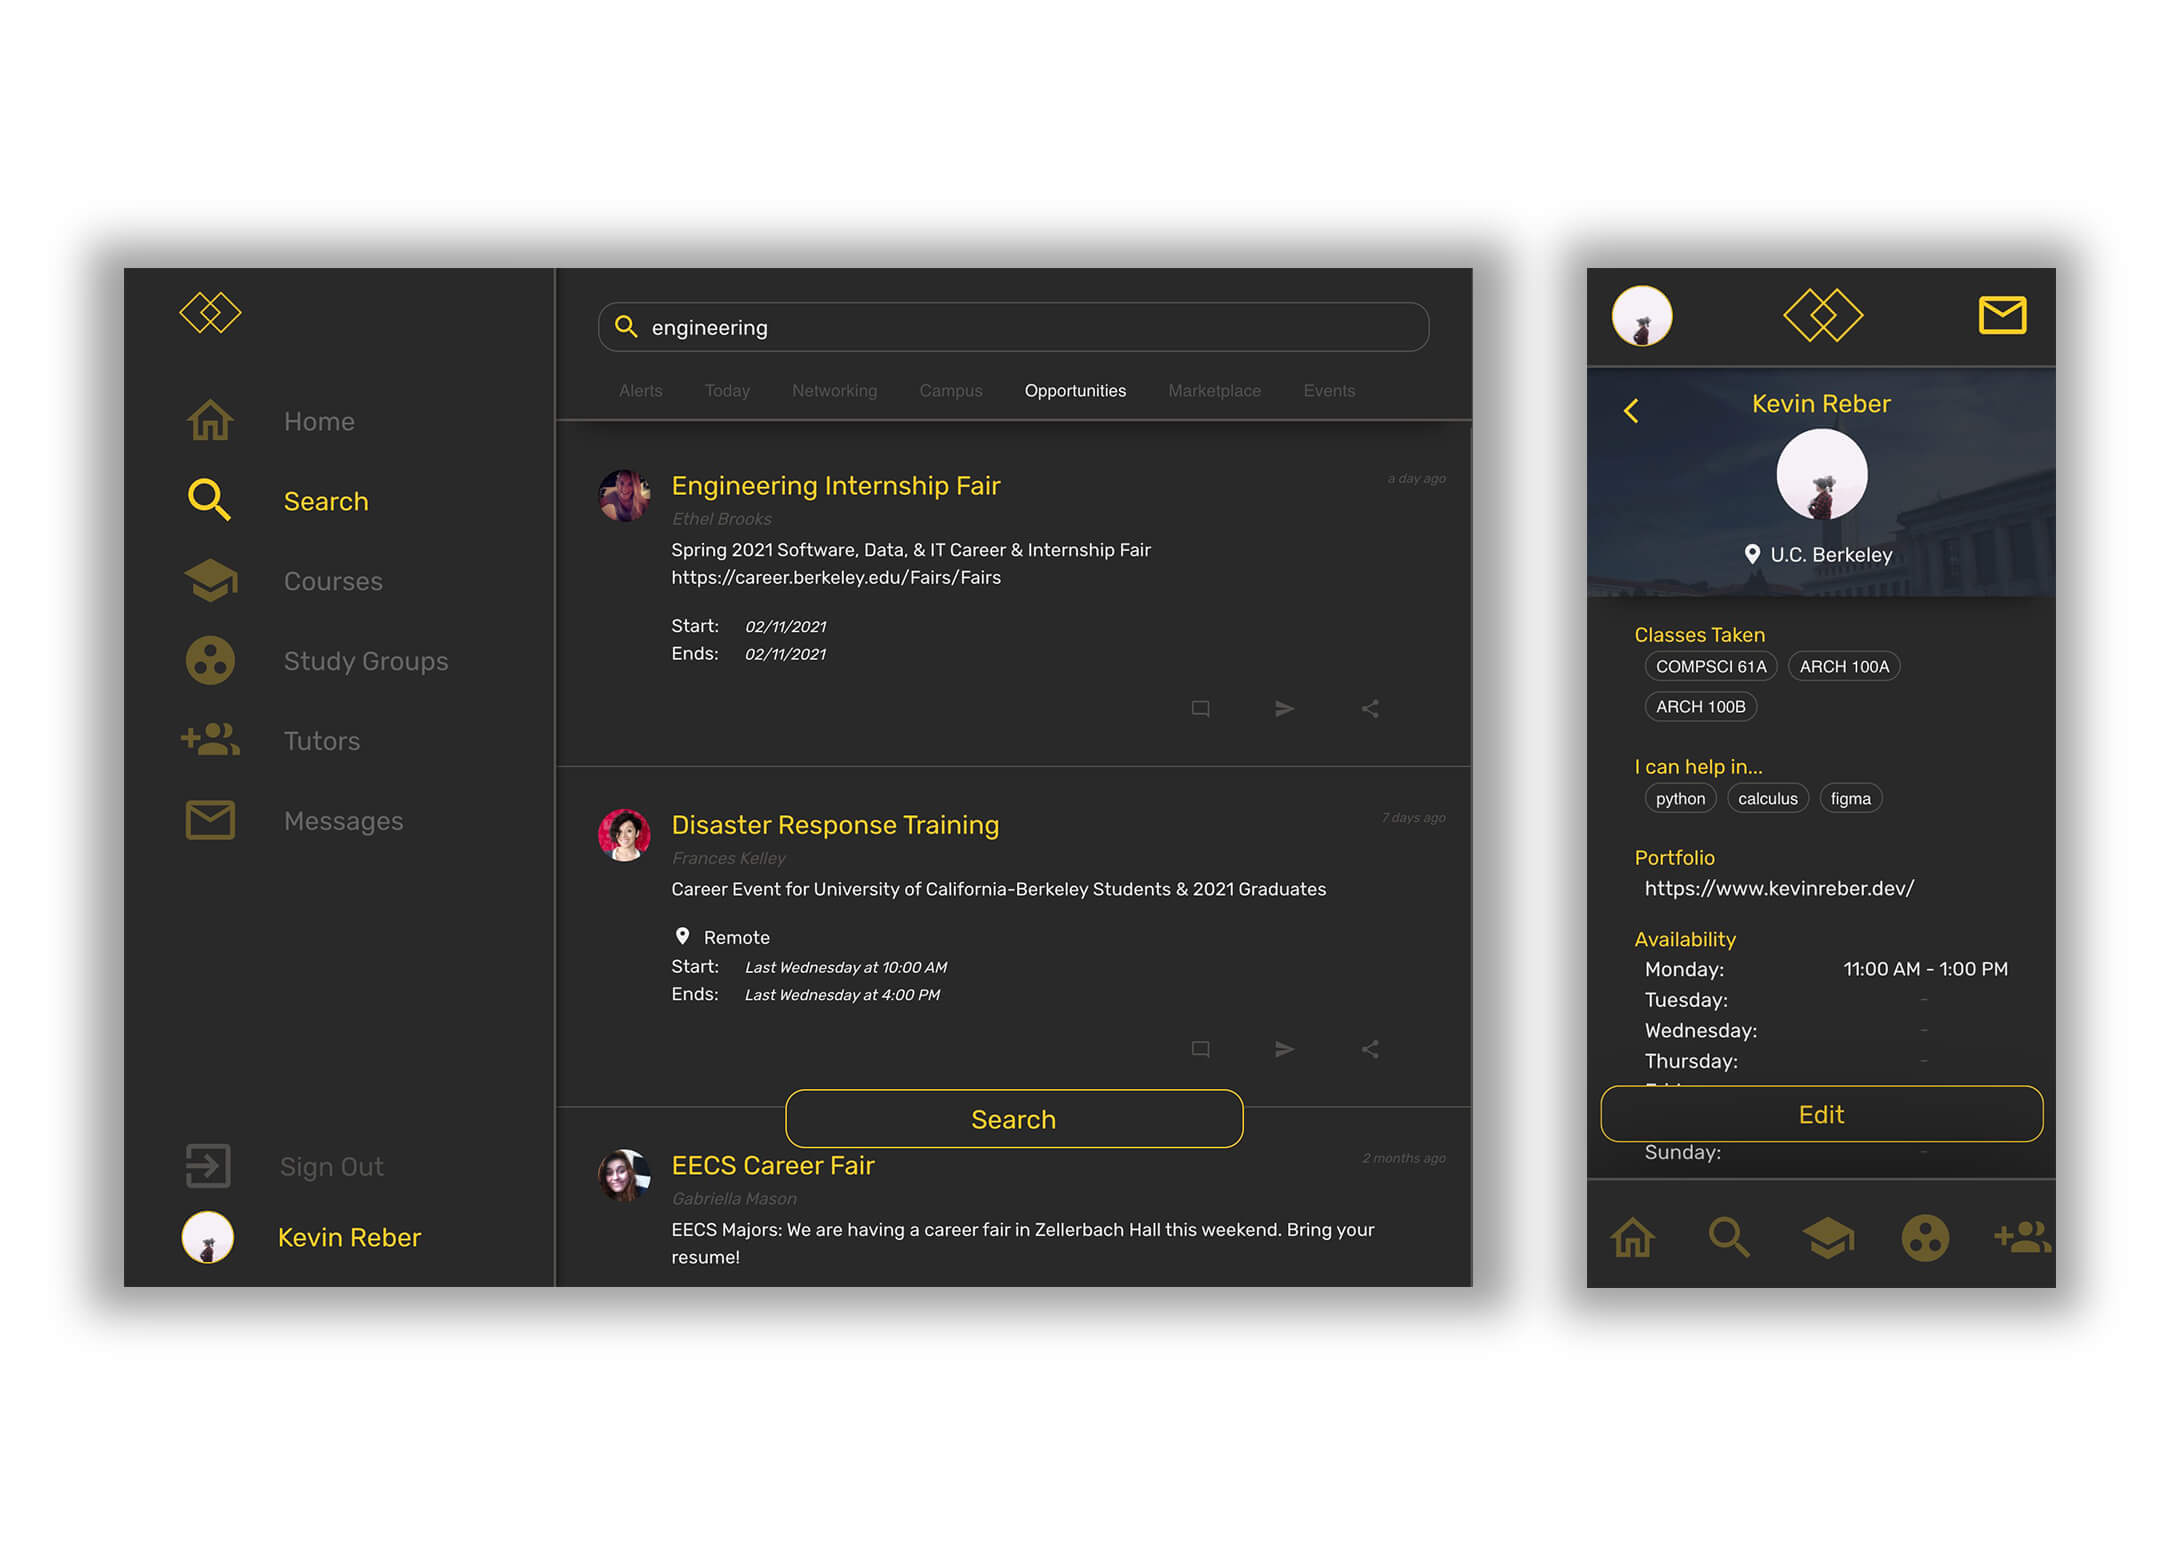 Home
Search
Courses
Study Groups
Tutors
Messages
Sign Out
Kevin Reber
engineering
Alerts Today Networking Campus Opportunities Marketplace Events
Engineering Internship Fair
a day ago
Ethel Brooks
Spring 2021 Software, Data, & IT Career & Internship Fair
https://career.berkeley.edu/Fairs/Fairs
Start: 02/11/2021
Ends: 02/11/2021
Disaster Response Training
7 days ago
Frances Kelley
Career Event for University of California-Berkeley Students & 2021 Graduates
Remote
Start: Last Wednesday at 10:00 AM
Ends: Last Wednesday at 4:00 PM
Search
EECS Career Fair
2 months ago
Gabriella Mason
EECS Majors: We are having a career fair in Zellerbach Hall this weekend. Bring your
resume!
Kevin Reber
U.C. Berkeley
Classes Taken
COMPSCI 61A ARCH 100A
ARCH 100B
I can help in...
python calculus figma
Portfolio
https://www.kevinreber.dev/
Availability
Monday: 11:00 AM - 1:00 PM
Tuesday: -
Wednesday: -
Thursday: -
Edit
Sunday: -